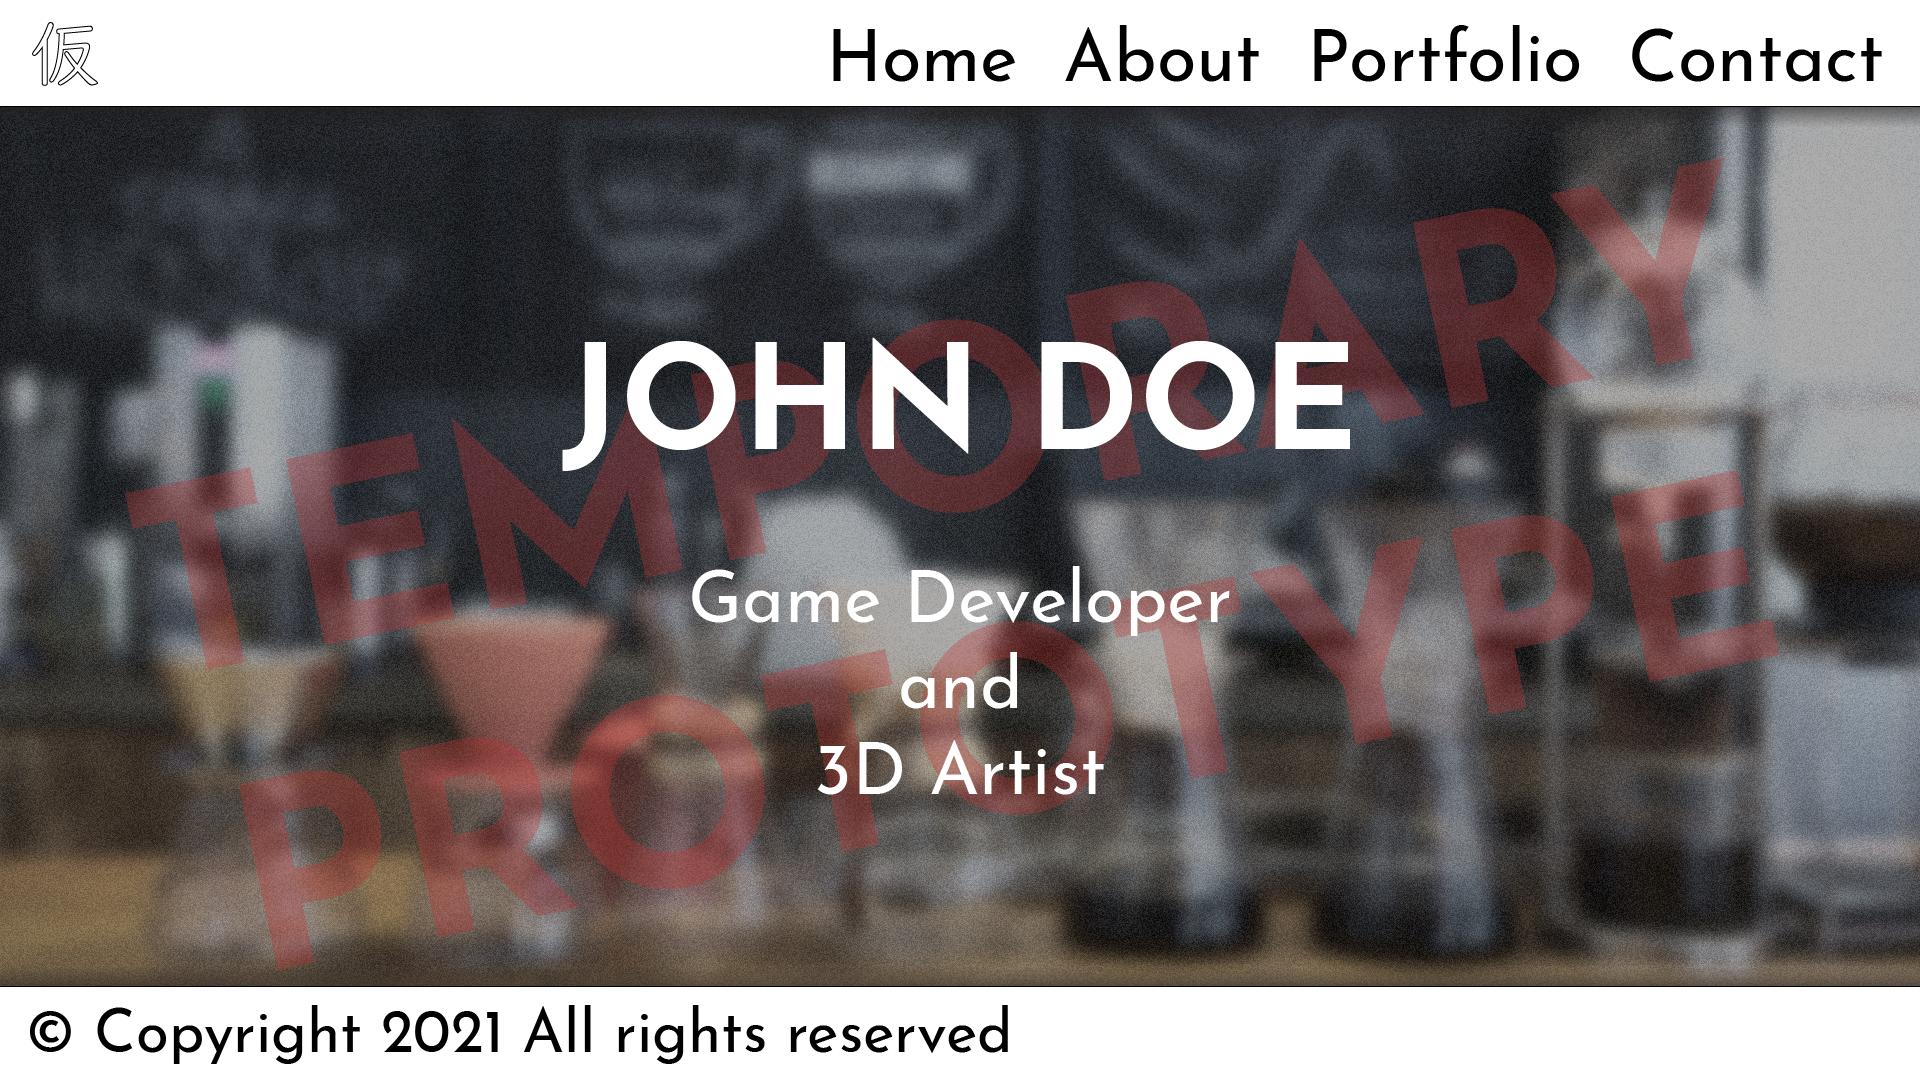 仮
Home About Portfolio Contact
TEMPORARY
PROTOTYPE
JOHN DOE
Game Developer
and
3D Artist
© Copyright 2021 All rights reserved